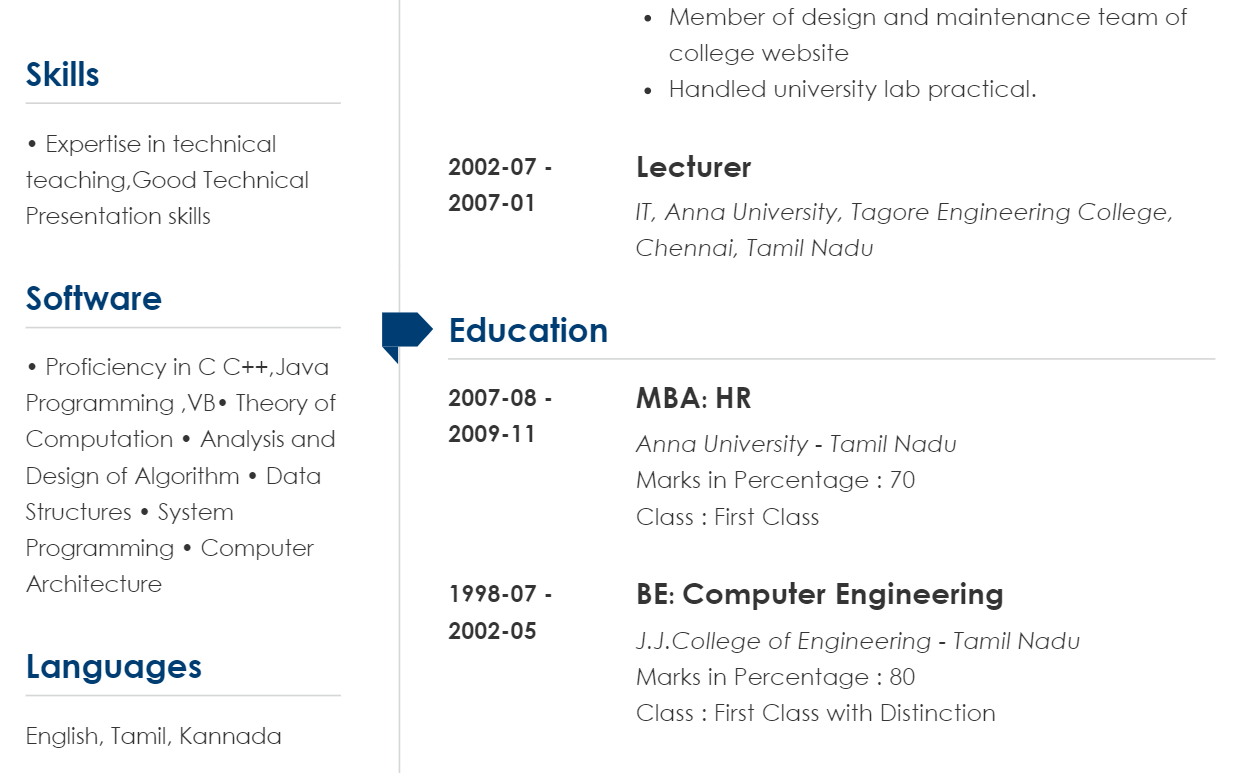 Skills
• Expertise in technical
teaching,Good Technical
Presentation skills
Software
• Proficiency in C C++,Java
Programming ,VB• Theory of
Computation • Analysis and
Design of Algorithm • Data
Structures • System
Programming • Computer
Architecture
Languages
English, Tamil, Kannada
• Member of design and maintenance team of
college website
• Handled university lab practical.
2002-07 -
2007-01
Lecturer
IT, Anna University, Tagore Engineering College,
Chennai, Tamil Nadu
Education
2007-08 -
2009-11
MBA: HR
Anna University - Tamil Nadu
Marks in Percentage : 70
Class : First Class
1998-07 -
2002-05
BE: Computer Engineering
J.J.College of Engineering - Tamil Nadu
Marks in Percentage : 80
Class : First Class with Distinction